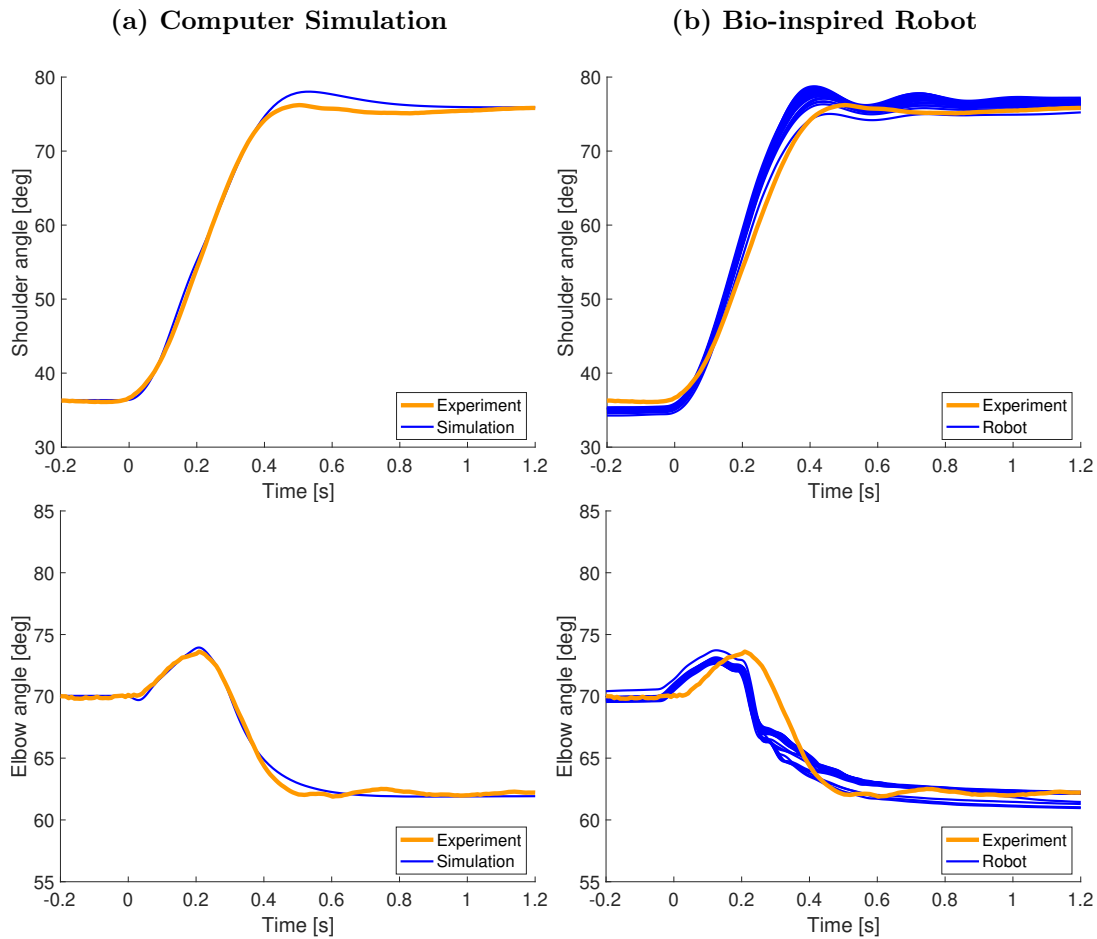 (a) Computer Simulation
(b) Bio-inspired Robot
80
70
60
50
40
30
Shoulder angle [deg]
-0.2 0 0.2 0.4 0.6 0.8 1 1.2
Time [s]
Experiment
Simulation
80
70
60
50
40
30
Shoulder angle [deg]
-0.2 0 0.2 0.4 0.6 0.8 1 1.2
Time [s]
Experiment
Robot
85
80
75
70
65
60
55
Elbow angle [deg]
-0.2 0 0.2 0.4 0.6 0.8 1 1.2
Time [s]
Experiment
Simulation
85
80
75
70
65
60
55
Elbow angle [deg]
-0.2 0 0.2 0.4 0.6 0.8 1 1.2
Time [s]
Experiment
Robot